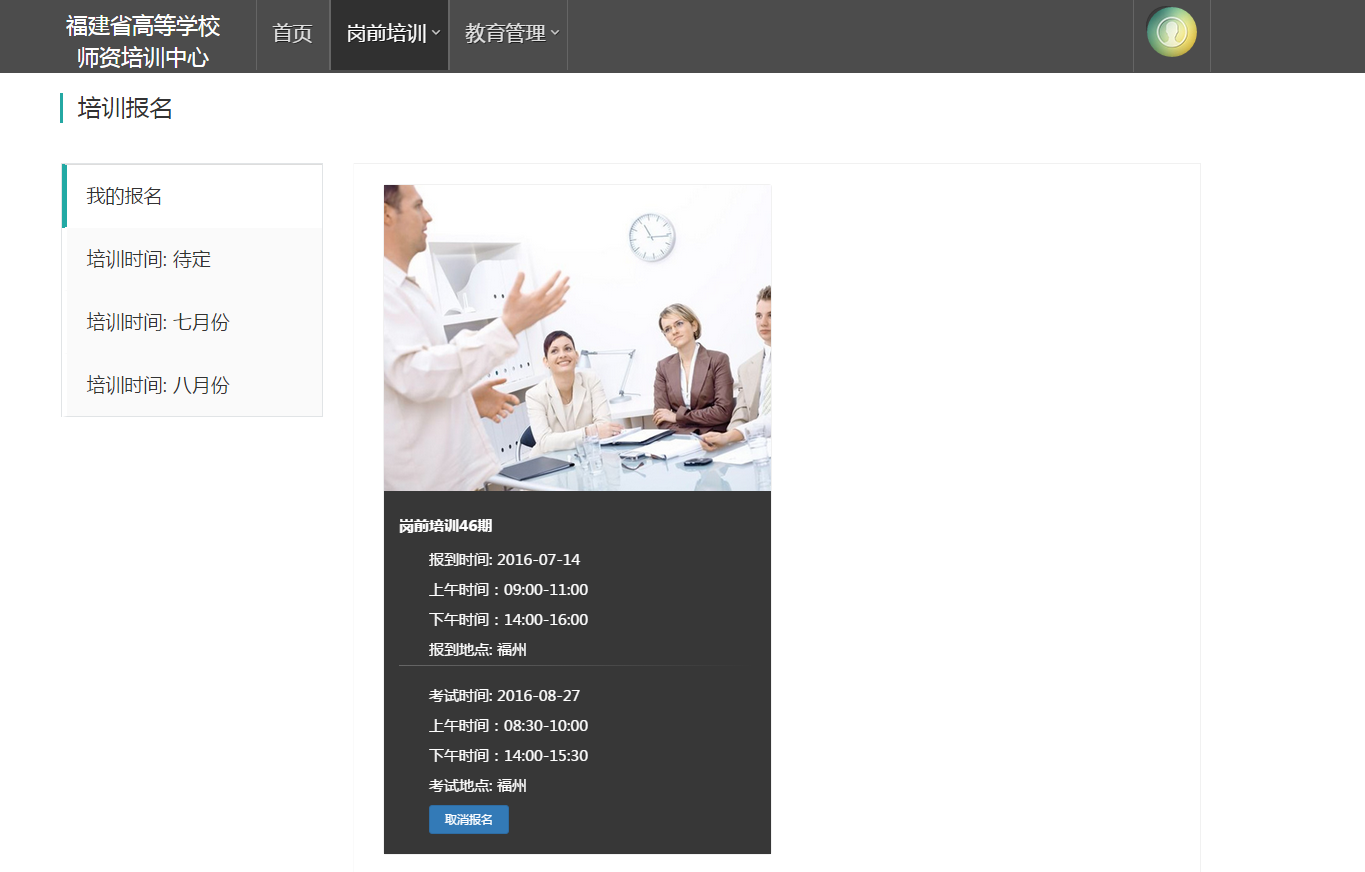 福建省高等学校
师资培训中心
首页
岗前培训
教育管理
培训报名
我的报名
培训时间: 待定
培训时间: 七月份
培训时间: 八月份
岗前培训46期
报到时间: 2016-07-14
上午时间：09:00-11:00
下午时间：14:00-16:00
报到地点: 福州
考试时间: 2016-08-27
上午时间：08:30-10:00
下午时间：14:00-15:30
考试地点: 福州
取消报名